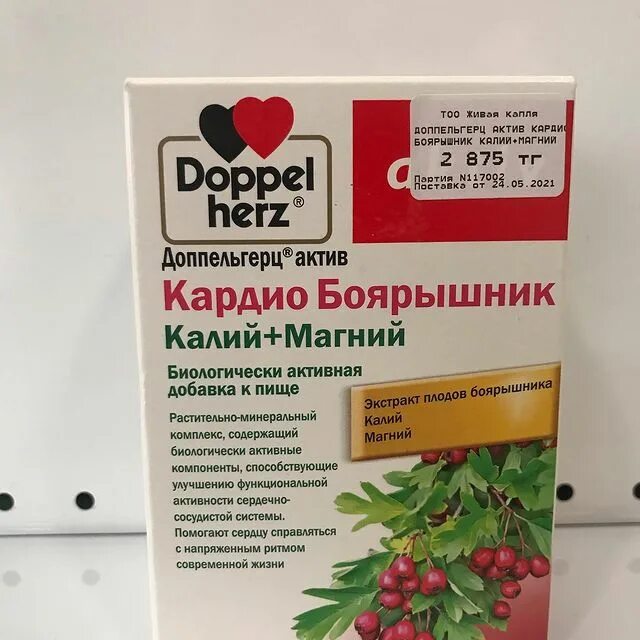 ТОО Живая Капля
ДОППЕЛЬГЕРЦ АКТИВ КАРДИО
БОЯРЫШНИК КАЛИЙ+МАГНИЙ
2 875 тг
Партия N117002
Поставка от 24.05.2021
Doppel
herz®
Доппельгерц® актив
Кардио Боярышник
Калий+Магний
Биологически активная
добавка к пище
Растительно-минеральный
комплекс, содержащий
биологически активные
компоненты, способствующие
улучшению функциональной
активности сердечно-
сосудистой системы.
Помогают сердцу справляться
с напряженным ритмом
современной жизни
Экстракт плодов боярышника
Калий
Магний